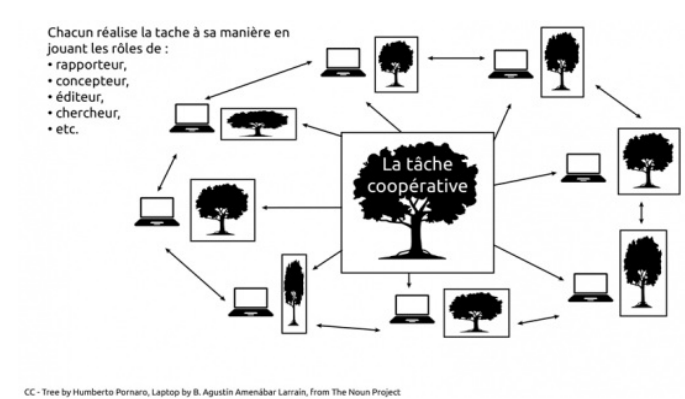 Chacun réalise la tache à sa manière en
jouant les rôles de :
• rapporteur,
• concepteur,
• éditeur,
• chercheur,
• etc.
La tâche
coopérative
CC - Tree by Humberto Pornaro, Laptop by B. Agustín Amenábar Larraín, from The Noun Project